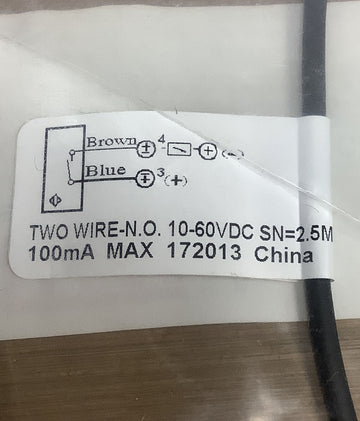 Brown ± 4 + (-)
Blue ∓ 3 (+)
TWO WIRE-N.O. 10-60VDC SN=2.5M
100mA MAX 172013 China